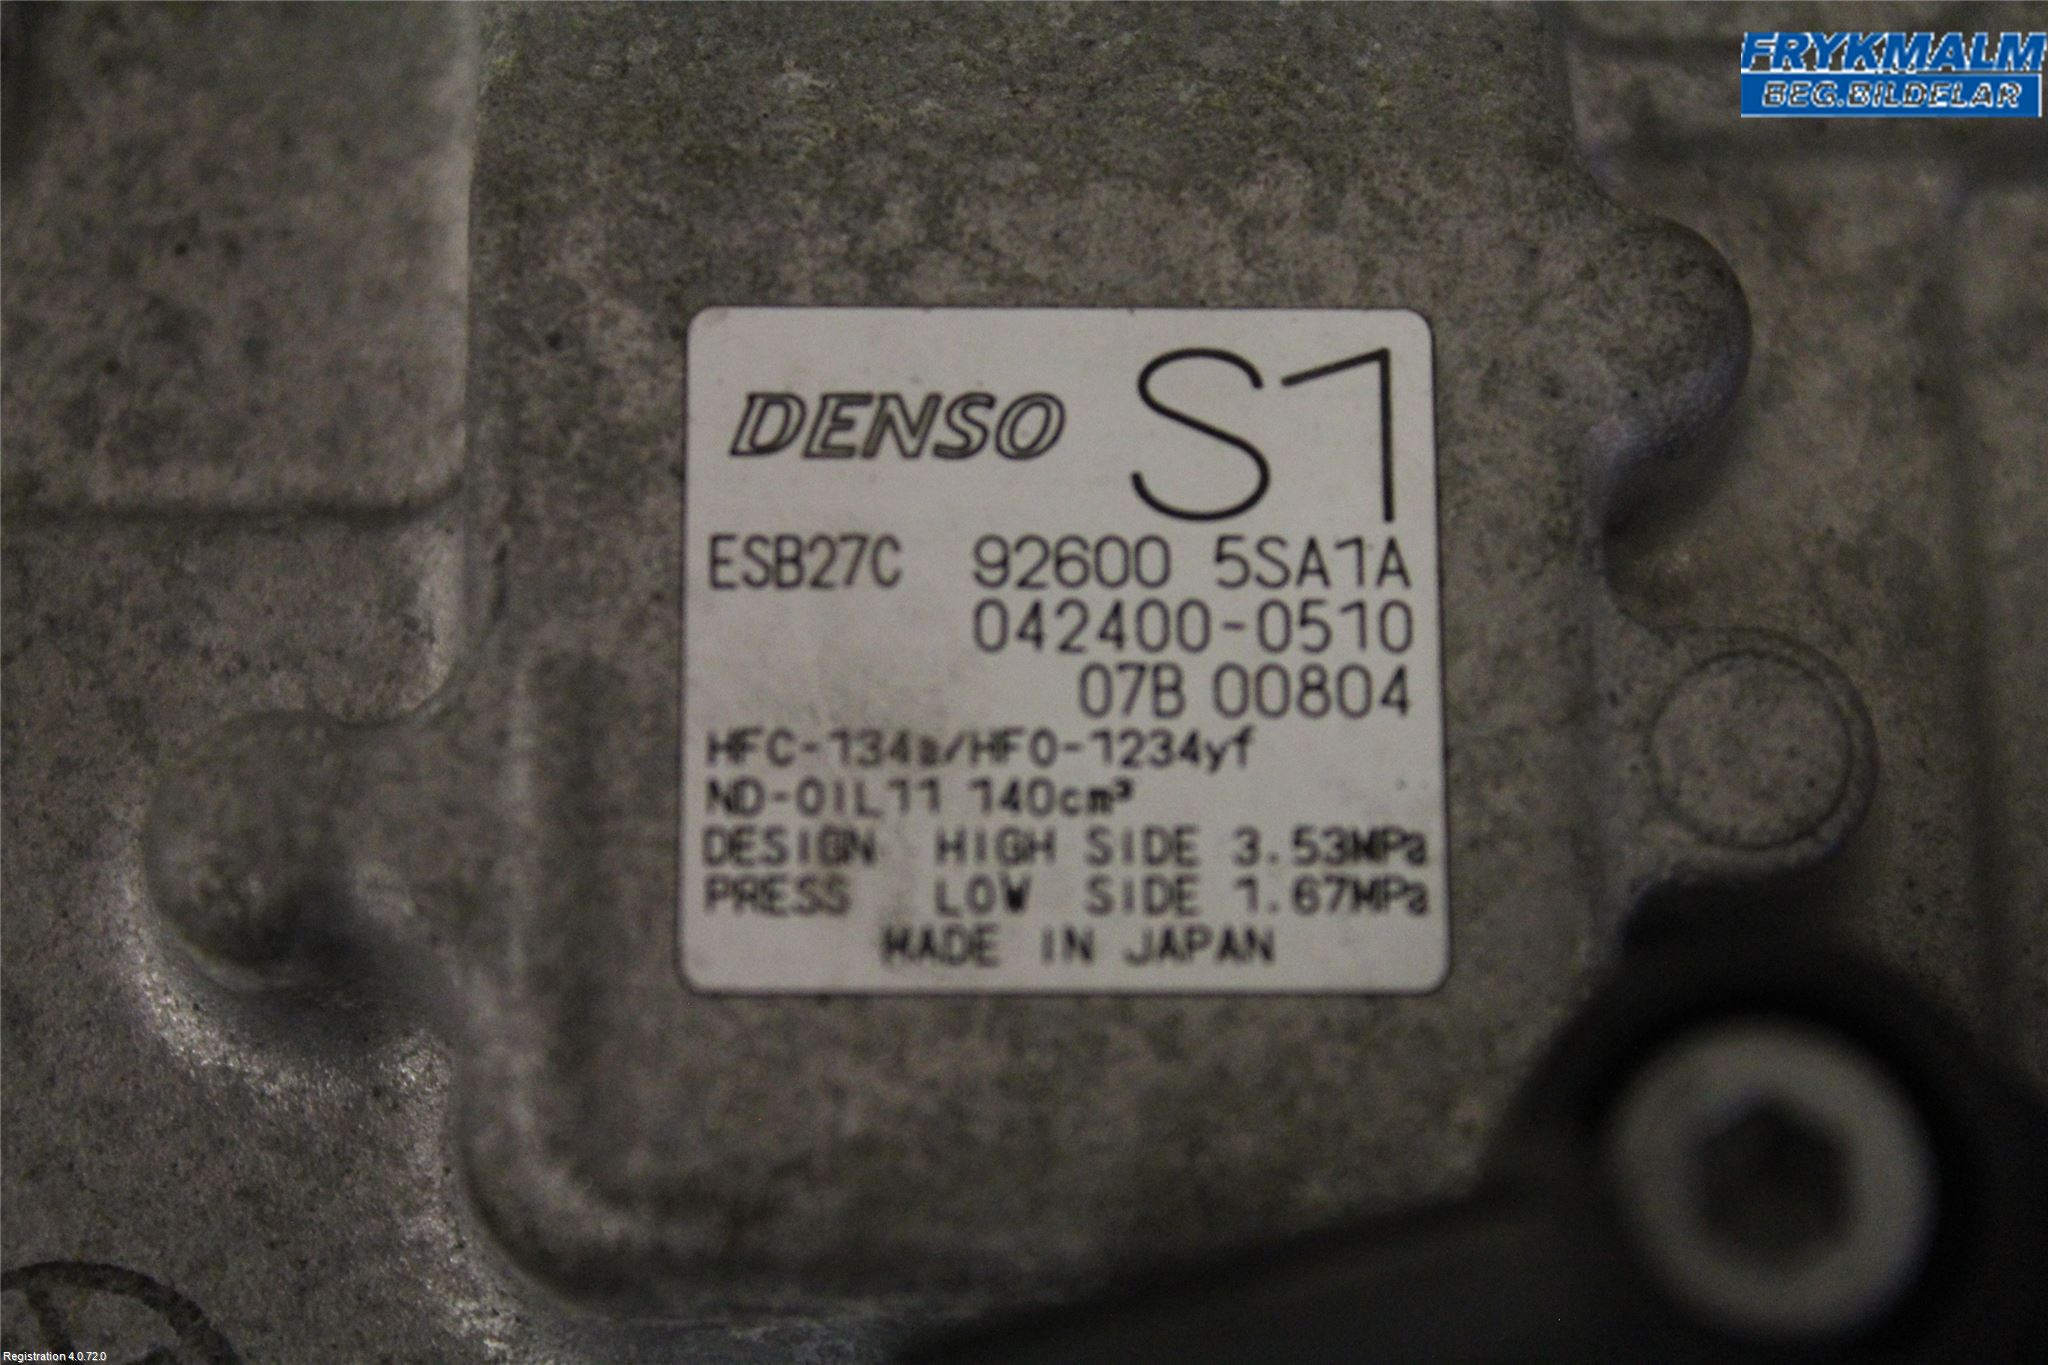 FRYKMALM
BEG.BILDELAR
DENSO S1
ESB27C 92600 5SA1A
042400-0510
07B 00804
HFC-134a/HFO-1234yf
ND-OIL11 140cm³
DESIGN HIGH SIDE 3.53MPa
PRESS LOW SIDE 1.67MPa
MADE IN JAPAN
Registration 4.0.72.0